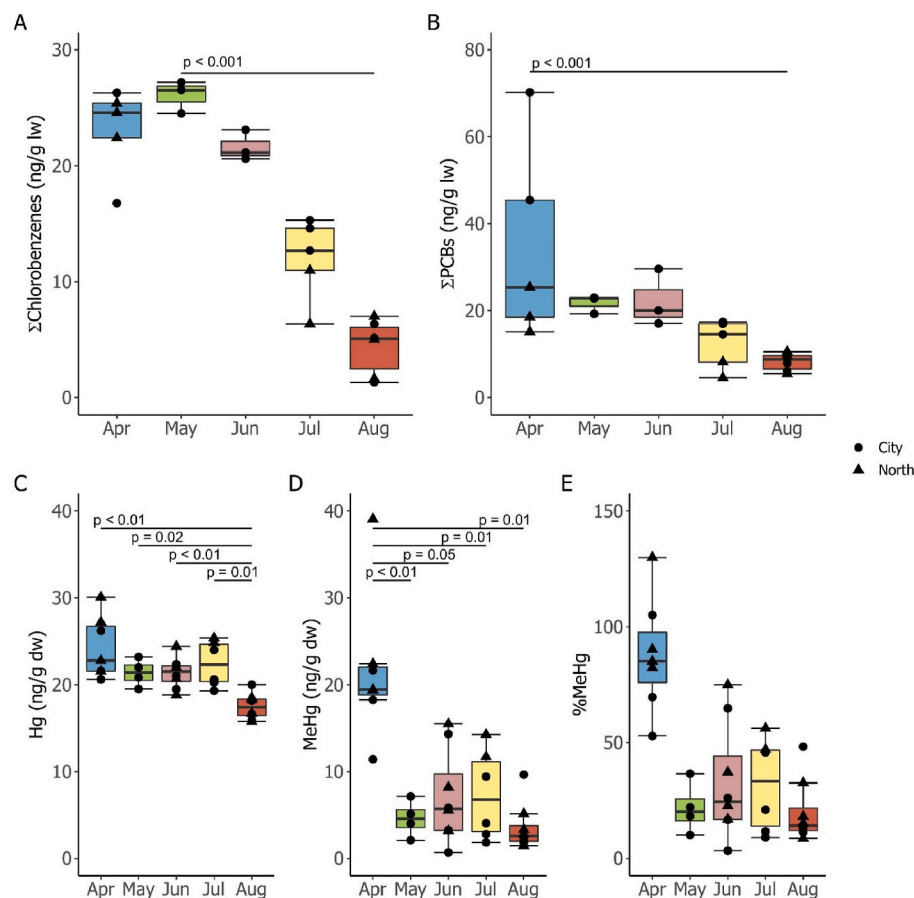 A
B
ΣChlorobenzenes (ng/g lw)
30
20
10
0
p < 0.001
Apr May Jun Jul Aug
ΣPCBs (ng/g lw)
80
60
40
20
0
p < 0.001
Apr May Jun Jul Aug
City
North
C
D
E
Hg (ng/g dw)
40
30
20
10
0
p < 0.01
p = 0.02
p < 0.01
p = 0.01
Apr May Jun Jul Aug
MeHg (ng/g dw)
40
30
20
10
0
p = 0.01
p = 0.01
p = 0.05
p < 0.01
Apr May Jun Jul Aug
%MeHg
150
100
50
0
Apr May Jun Jul Aug